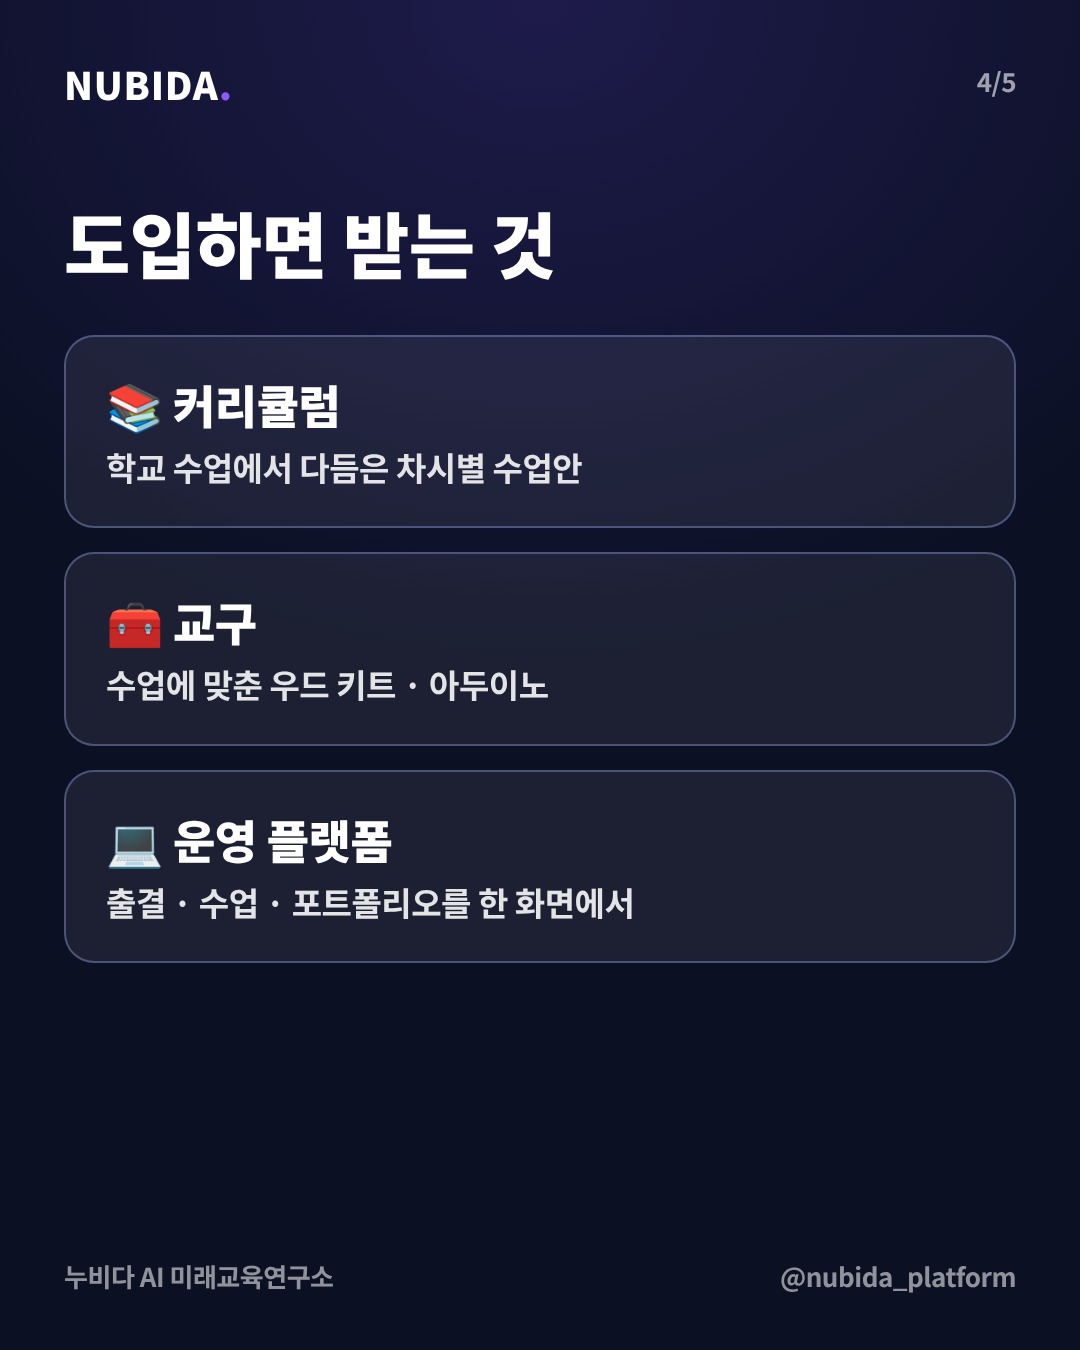 NUBIDA.
4/5
도입하면 받는 것
📚 커리큘럼
학교 수업에서 다듬은 차시별 수업안
🧰 교구
수업에 맞춘 우드 키트 · 아두이노
💻 운영 플랫폼
출결 · 수업 · 포트폴리오를 한 화면에서
누비다 AI 미래교육연구소
@nubida_platform